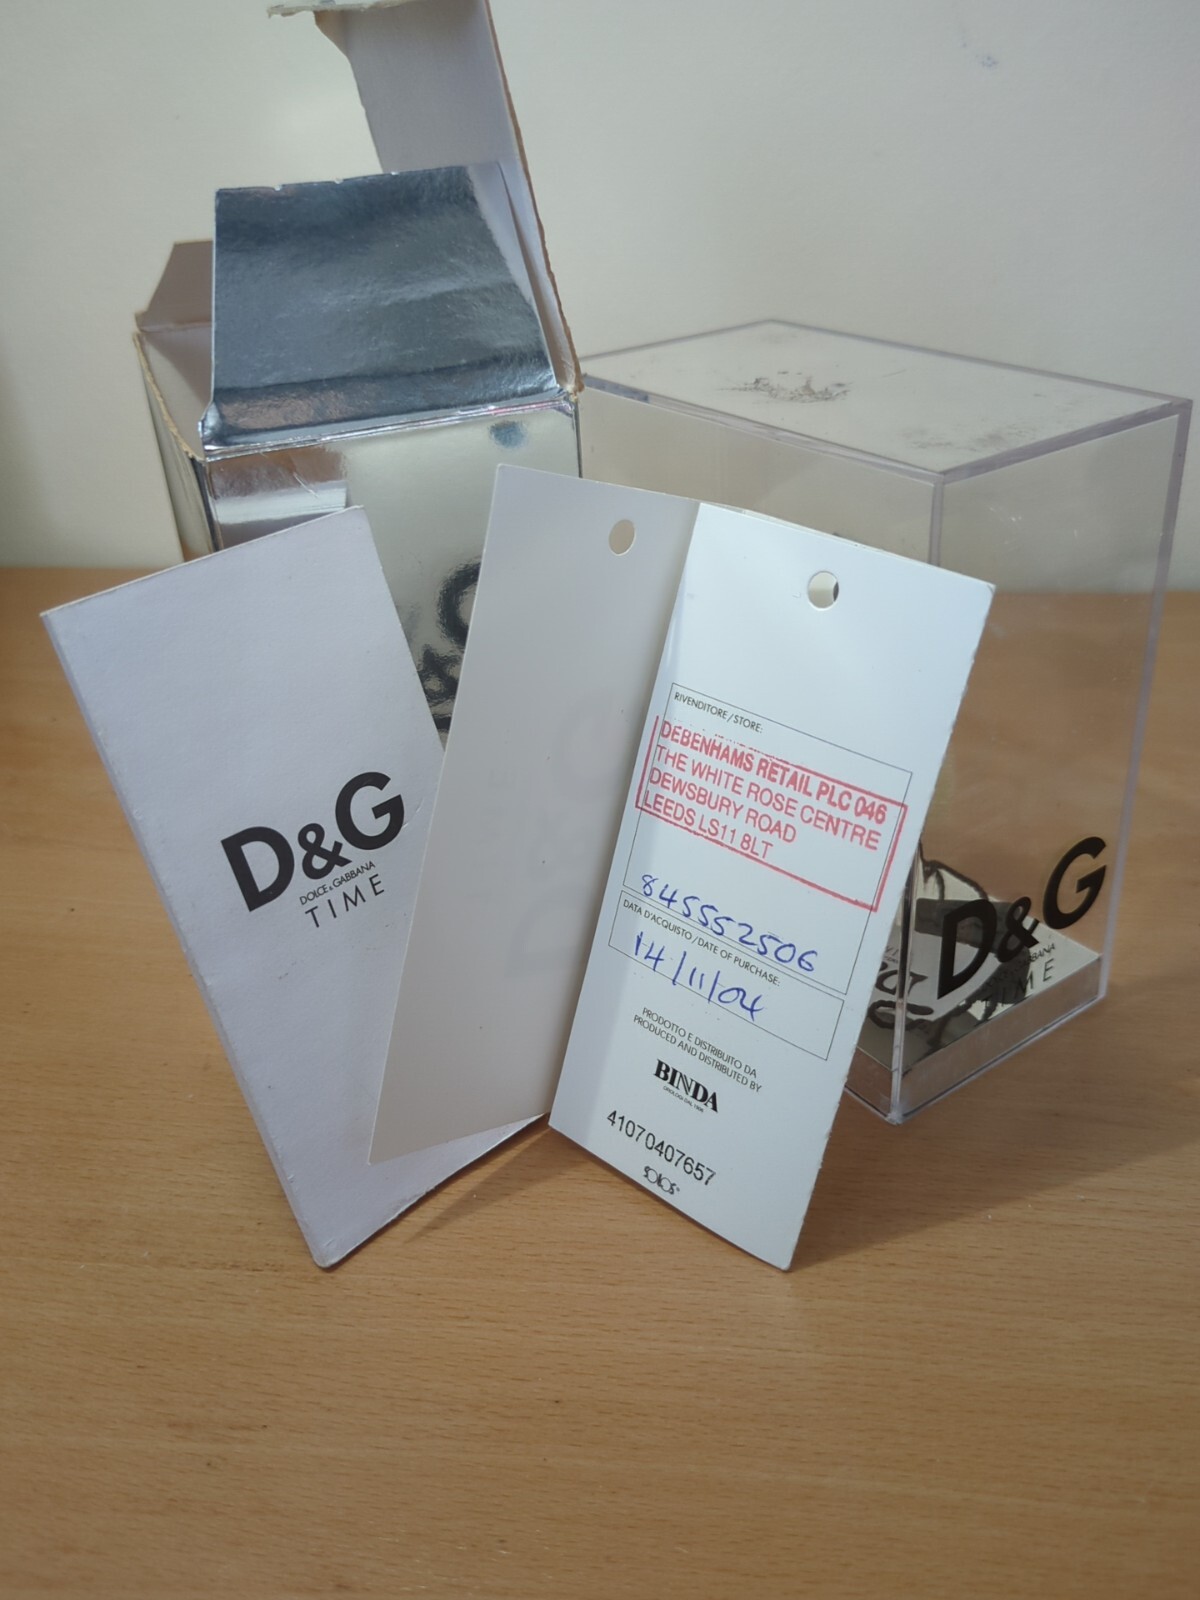 D&G
DOLCE & GABBANA
TIME
RIVENDITORE/STORE:
DEBENHAMS RETAIL PLC 046
THE WHITE ROSE CENTRE
DEWSBURY ROAD
LEEDS LS11 8LT
845552506
DATA D'ACQUISTO/DATE OF PURCHASE:
14/11/04
PRODOTTO E DISTRIBUITO DA
PRODUCED AND DISTRIBUTED BY
BINDA
41070407657
solos
D&G
TIME